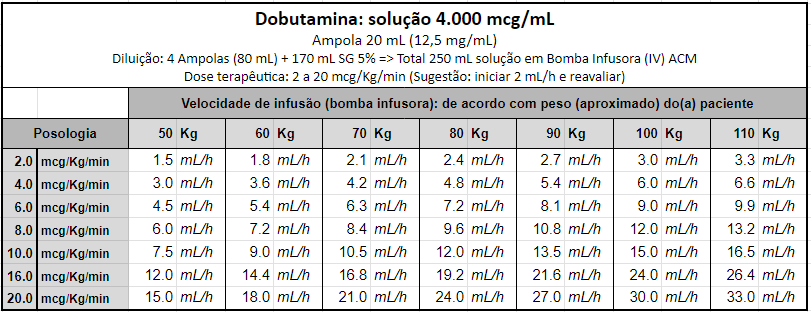 Dobutamina: solução 4.000 mcg/mL
Ampola 20 mL (12,5 mg/mL)
Diluição: 4 Ampolas (80 mL) + 170 mL SG 5% => Total 250 mL solução em Bomba Infusora (IV) ACM
Dose terapêutica: 2 a 20 mcg/Kg/min (Sugestão: iniciar 2 mL/h e reavaliar)
Velocidade de infusão (bomba infusora): de acordo com peso (aproximado) do(a) paciente
Posologia 50 Kg 60 Kg 70 Kg 80 Kg 90 Kg 100 Kg 110 Kg
2.0 mcg/Kg/min 1.5 mL/h 1.8 mL/h 2.1 mL/h 2.4 mL/h 2.7 mL/h 3.0 mL/h 3.3 mL/h
4.0 mcg/Kg/min 3.0 mL/h 3.6 mL/h 4.2 mL/h 4.8 mL/h 5.4 mL/h 6.0 mL/h 6.6 mL/h
6.0 mcg/Kg/min 4.5 mL/h 5.4 mL/h 6.3 mL/h 7.2 mL/h 8.1 mL/h 9.0 mL/h 9.9 mL/h
8.0 mcg/Kg/min 6.0 mL/h 7.2 mL/h 8.4 mL/h 9.6 mL/h 10.8 mL/h 12.0 mL/h 13.2 mL/h
10.0 mcg/Kg/min 7.5 mL/h 9.0 mL/h 10.5 mL/h 12.0 mL/h 13.5 mL/h 15.0 mL/h 16.5 mL/h
16.0 mcg/Kg/min 12.0 mL/h 14.4 mL/h 16.8 mL/h 19.2 mL/h 21.6 mL/h 24.0 mL/h 26.4 mL/h
20.0 mcg/Kg/min 15.0 mL/h 18.0 mL/h 21.0 mL/h 24.0 mL/h 27.0 mL/h 30.0 mL/h 33.0 mL/h